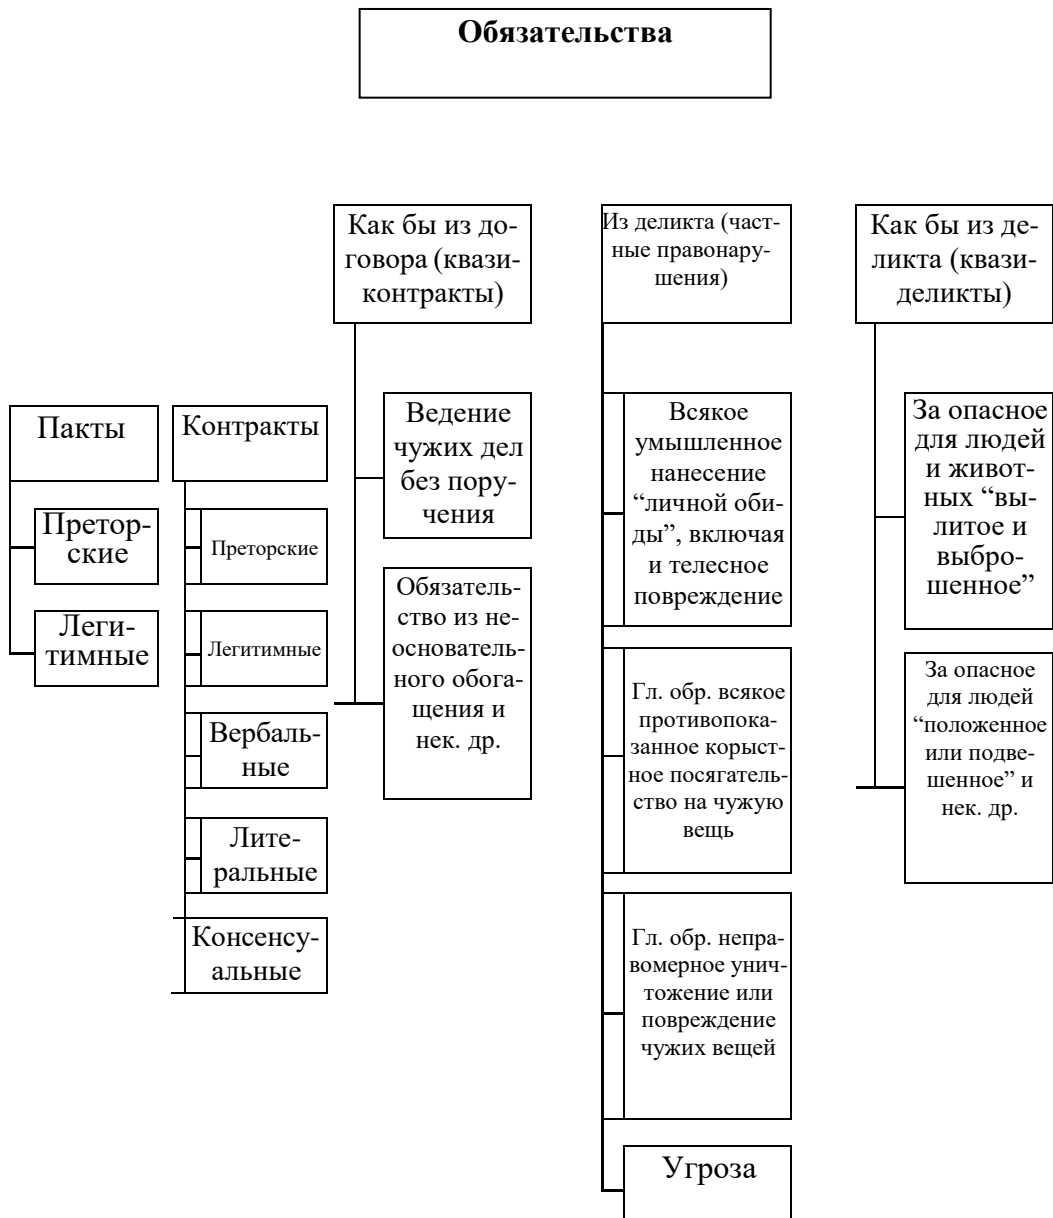 Обязательства
Как бы из до-
говора (квази-
контракты)
Из деликта (част-
ные правонару-
шения)
Как бы из де-
ликта (квази-
деликты)
Пакты
Претор-
ские
Леги-
тимные
Контракты
Преторские
Легитимные
Вербаль-
ные
Лите-
ральные
Консенсу-
альные
Ведение
чужих дел
без пору-
чения
Обязатель-
ство из не-
основатель-
ного обога-
щения и
нек. др.
Всякое
умышленное
нанесение
“личной оби-
ды”, включая
и телесное
повреждение
Гл. обр. всякое
противопока-
занное корыст-
ное посягатель-
ство на чужую
вещь
Гл. обр. непра-
вомерное унич-
тожение или
повреждение
чужих вещей
Угроза
За опасное
для людей
и живот-
ных “вы-
литое и
выбро-
шенное”
За опасное
для людей
“положенное
или подве-
шенное” и
нек. др.